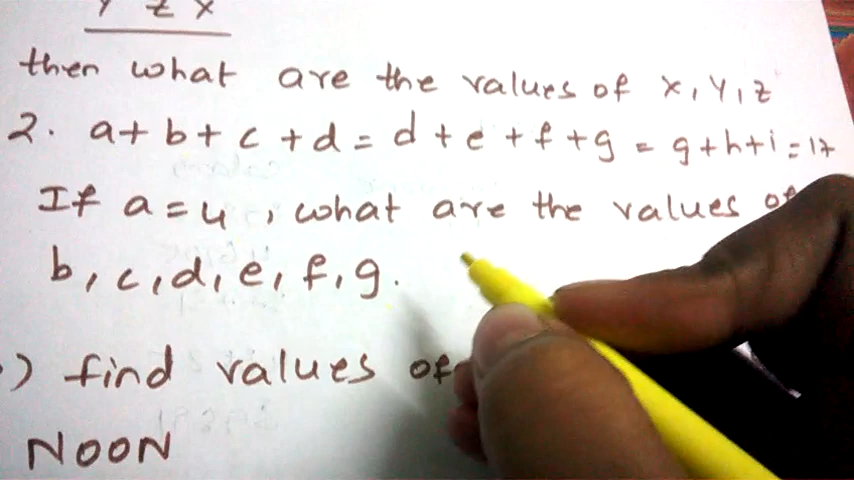 Y Z X
then what are the values of x, y, z
2. a+b+c+d = d+e+f+g = g+h+i = 17
If a = 4, what are the values of
b, c, d, e, f, g.
) find values of
NOON